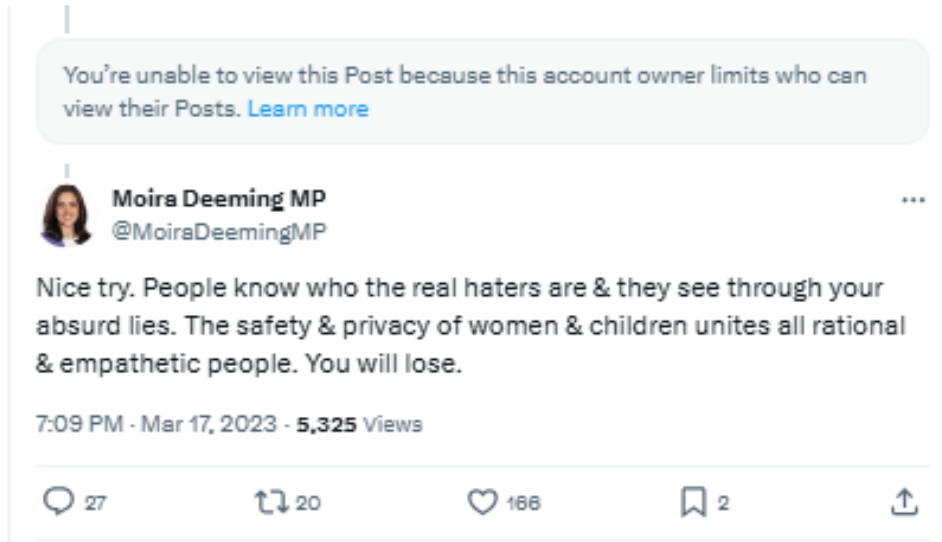 You're unable to view this Post because this account owner limits who can
view their Posts. Learn more
Moira Deeming MP
@MoiraDeemingMP
Nice try. People know who the real haters are & they see through your
absurd lies. The safety & privacy of women & children unites all rational
& empathetic people. You will lose.
7:09 PM · Mar 17, 2023 · 5,325 Views
27 20 166 2